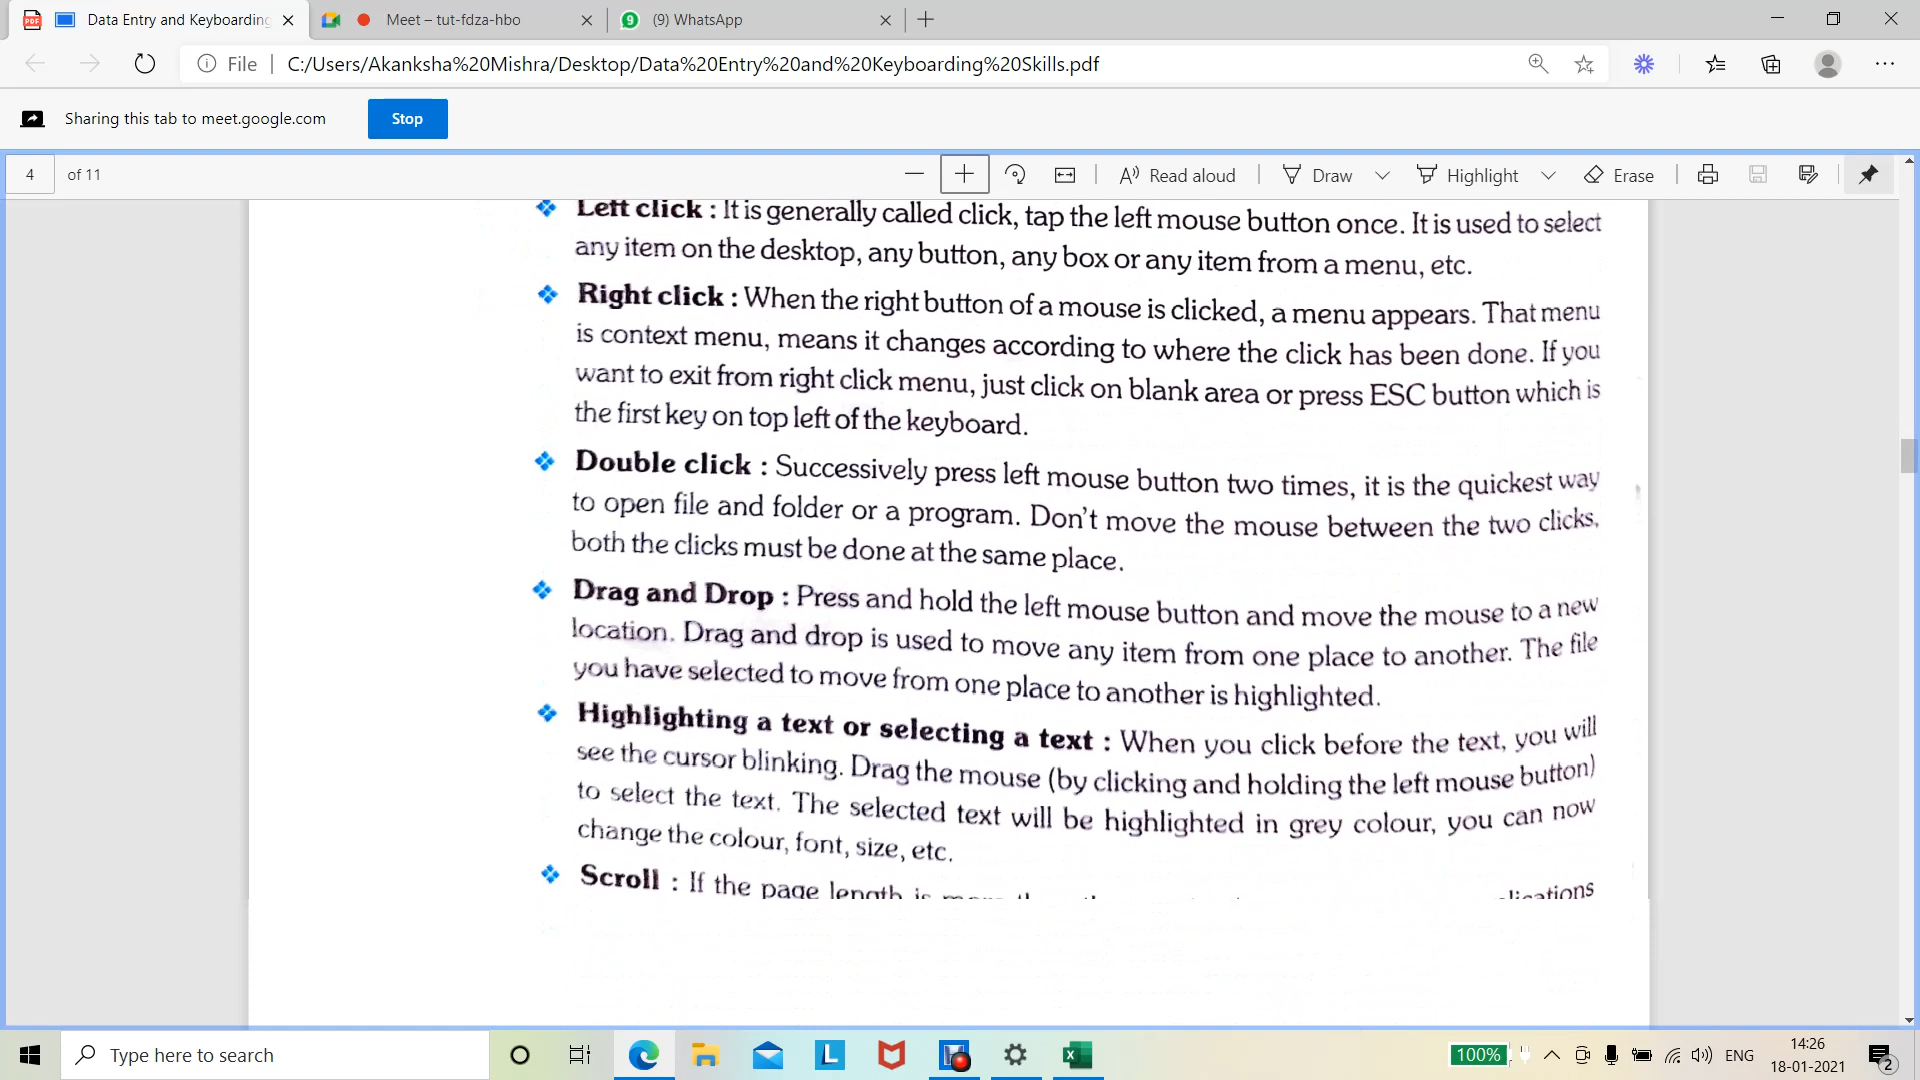 Data Entry and Keyboarding
Meet – tut-fdza-hbo
(9) WhatsApp
File
C:/Users/Akanksha%20Mishra/Desktop/Data%20Entry%20and%20Keyboarding%20Skills.pdf
Sharing this tab to meet.google.com
Stop
4 of 11
Read aloud
Draw
Highlight
Erase
Left click : It is generally called click, tap the left mouse button once. It is used to select
any item on the desktop, any button, any box or any item from a menu, etc.
Right click : When the right button of a mouse is clicked, a menu appears. That menu
is context menu, means it changes according to where the click has been done. If you
want to exit from right click menu, just click on blank area or press ESC button which is
the first key on top left of the keyboard.
Double click : Successively press left mouse button two times, it is the quickest way
to open file and folder or a program. Don't move the mouse between the two clicks,
both the clicks must be done at the same place.
Drag and Drop : Press and hold the left mouse button and move the mouse to a new
location. Drag and drop is used to move any item from one place to another. The file
you have selected to move from one place to another is highlighted.
Highlighting a text or selecting a text : When you click before the text, you will
see the cursor blinking. Drag the mouse (by clicking and holding the left mouse button)
to select the text. The selected text will be highlighted in grey colour, you can now
change the colour, font, size, etc.
Scroll : If the page length is
Type here to search
100%
ENG
14:26
18-01-2021
2